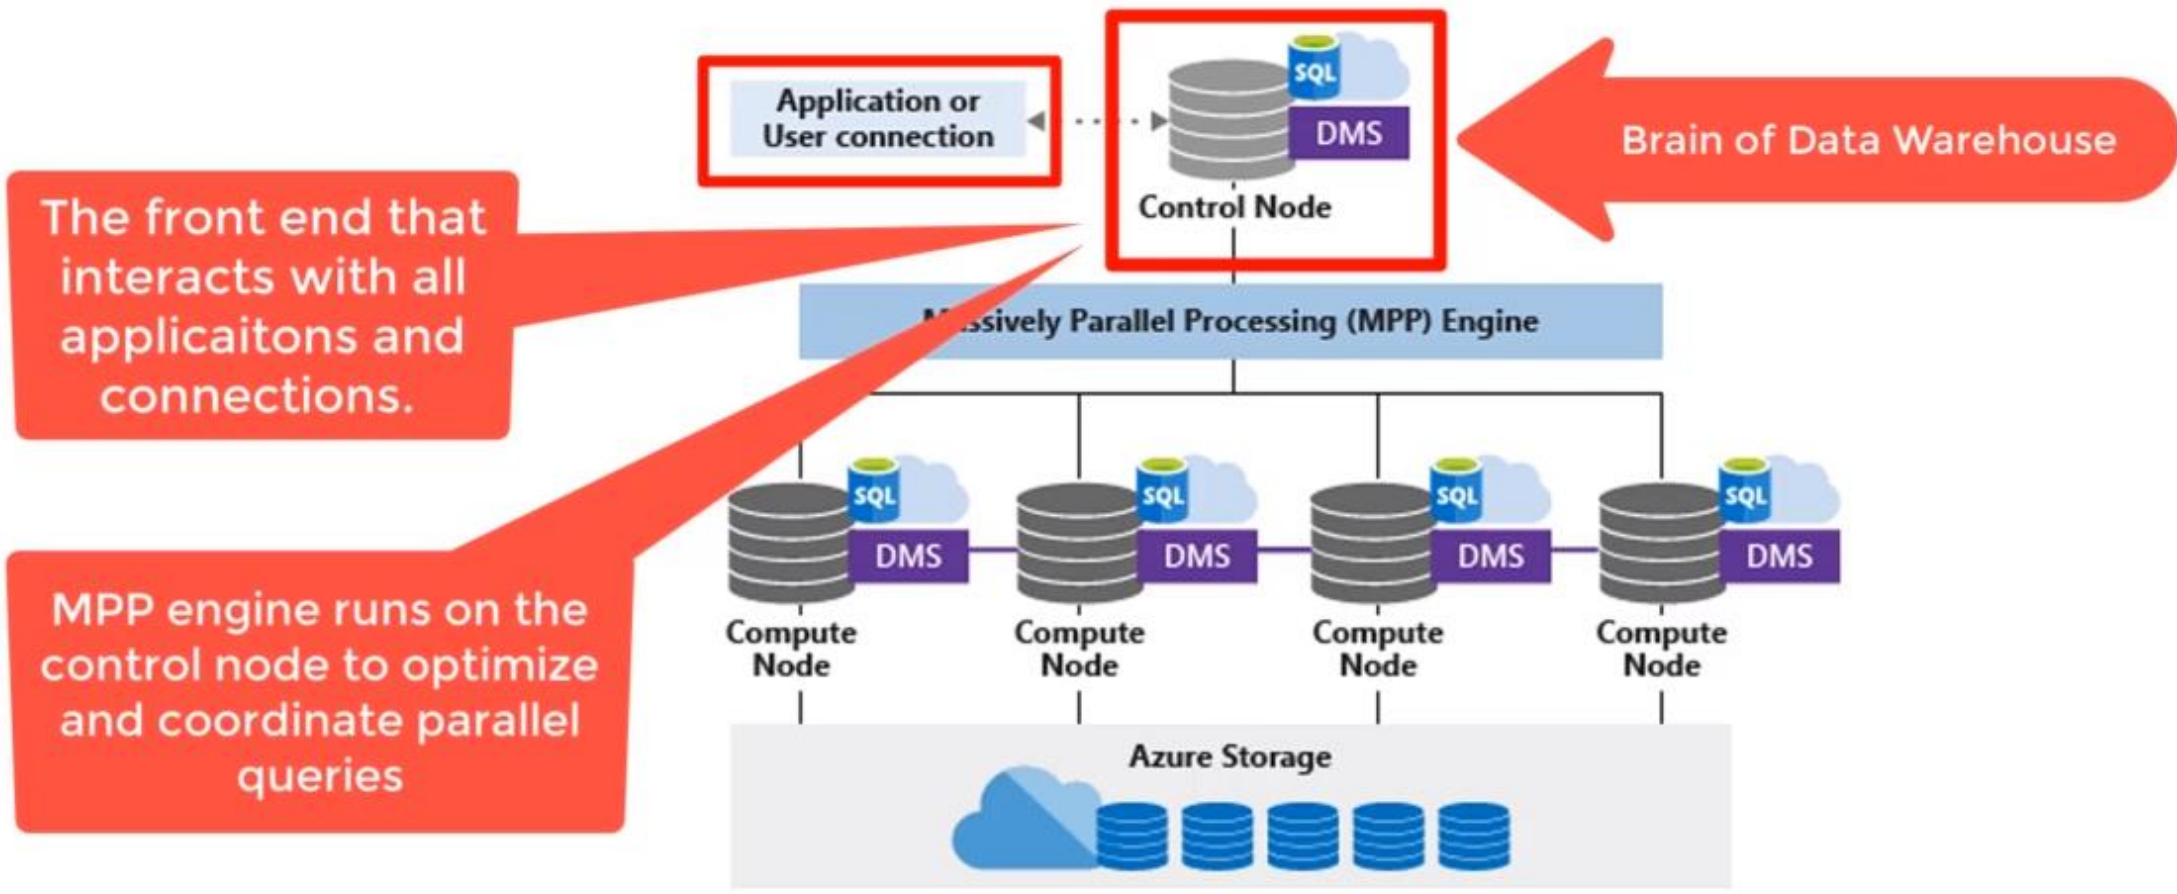 Application or
User connection
SQL
DMS
Control Node
Brain of Data Warehouse
The front end that
interacts with all
applicaitons and
connections.
Parallel Processing (MPP) Engine
SQL
DMS
SQL
DMS
SQL
DMS
SQL
DMS
MPP engine runs on the
control node to optimize
and coordinate parallel
queries
Compute
Node
Compute
Node
Compute
Node
Compute
Node
Azure Storage